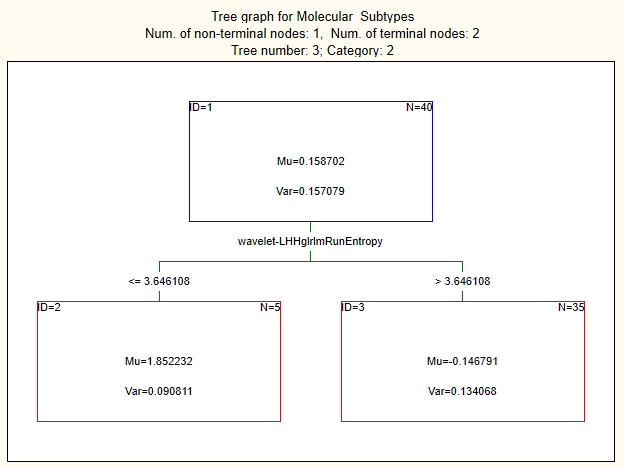 Tree graph for Molecular  Subtypes
Num. of non-terminal nodes: 1,  Num. of terminal nodes: 2
Tree number: 3; Category: 2
ID=1 N=40
Mu=0.158702
Var=0.157079
wavelet-LHHglrlmRunEntropy
<= 3.646108 > 3.646108
ID=2 N=5 ID=3 N=35
Mu=1.852232 Mu=-0.146791
Var=0.090811 Var=0.134068